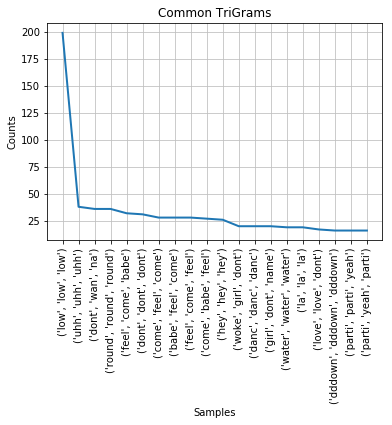 Common TriGrams
200
175
150
125
100
75
50
25
Counts
('low', 'low', 'low')
('uhh', 'uhh', 'uhh')
('dont', 'wan', 'na')
('round', 'round', 'round')
('feel', 'come', 'babe')
('dont', 'dont', 'dont')
('come', 'feel', 'come')
('babe', 'feel', 'come')
('feel', 'come', 'feel')
('come', 'babe', 'feel')
('hey', 'hey', 'hey')
('woke', 'girl', 'dont')
('danc', 'danc', 'danc')
('girl', 'dont', 'name')
('water', 'water', 'water')
('la', 'la', 'la')
('love', 'love', 'dont')
('dddown', 'dddown', 'dddown')
('parti', 'parti', 'yeah')
('parti', 'yeah', 'parti')
Samples